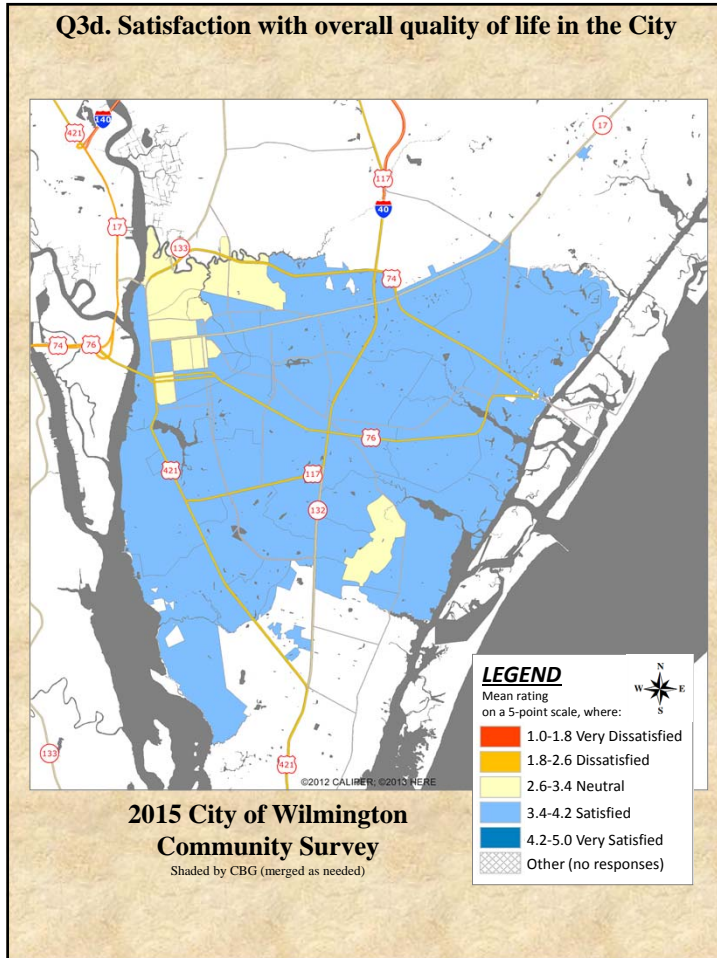 Q3d. Satisfaction with overall quality of life in the City
140
421
17
117
40
17
133
74
74
76
76
421
117
132
133
421
©2012 CALIPER; ©2013 HERE
LEGEND
Mean rating
on a 5-point scale, where:
N
W E
S
1.0-1.8 Very Dissatisfied
1.8-2.6 Dissatisfied
2.6-3.4 Neutral
3.4-4.2 Satisfied
4.2-5.0 Very Satisfied
Other (no responses)
2015 City of Wilmington
Community Survey
Shaded by CBG (merged as needed)